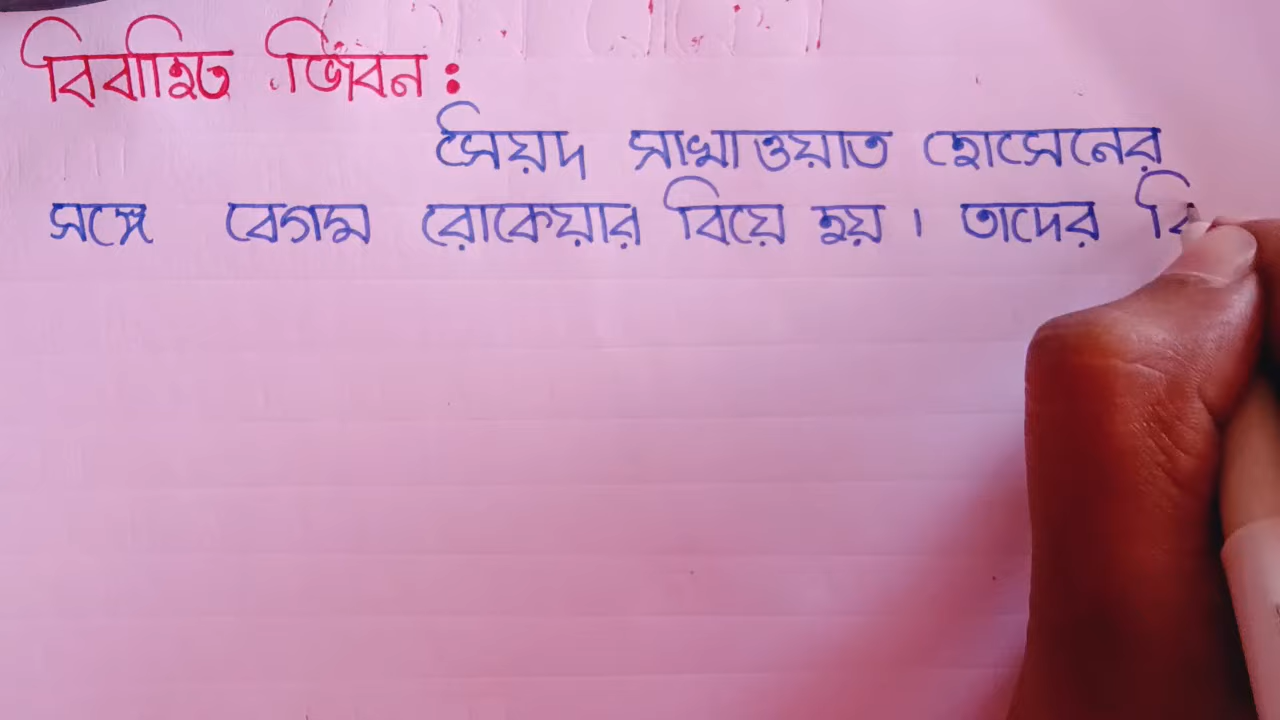 বিবাহিত জিবন :
সৈয়দ সাখাওয়াত হোসেনের
সঙ্গে বেগম রোকেয়ার বিয়ে হয় । তাদের বি